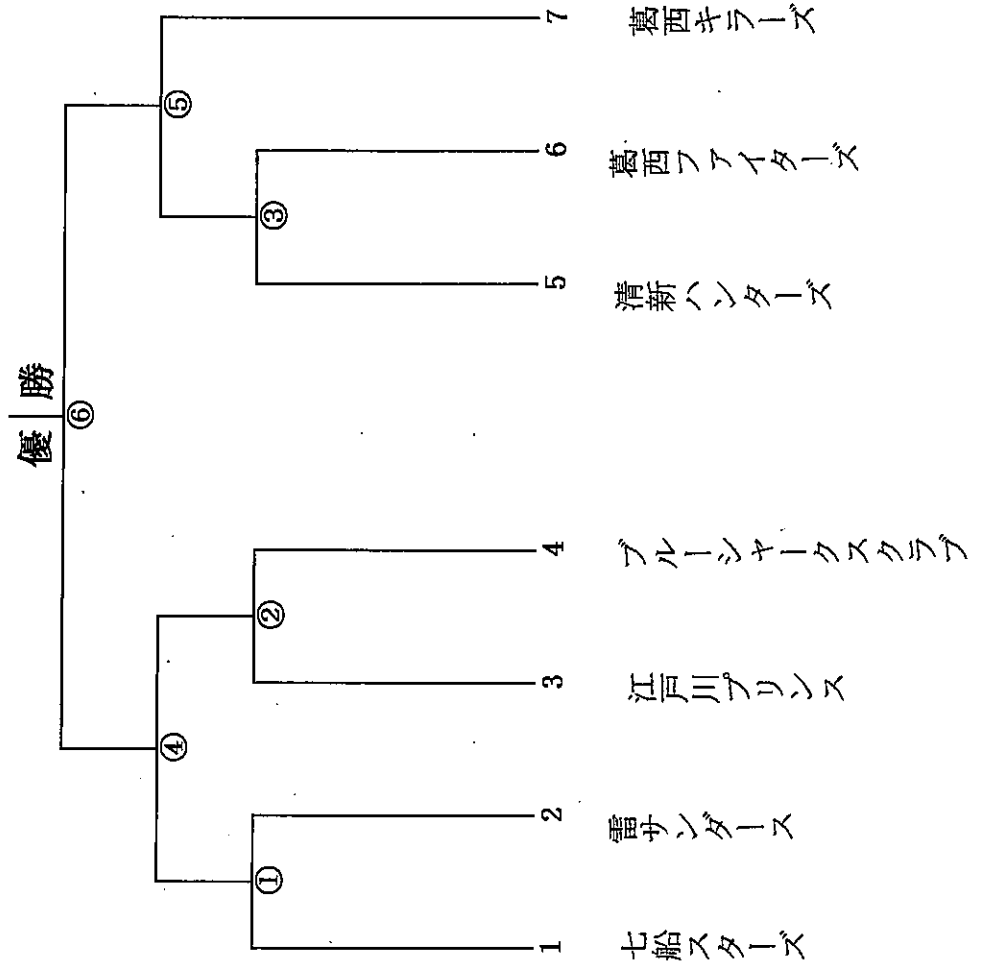 優勝
⑥
④
⑤
①
②
③
1
2
3
4
5
6
7
七船スターズ
雷サンダース
江戸川プリンス
ブルーシャークスクラブ
清新ハンターズ
葛西ファイターズ
葛西キラーズ